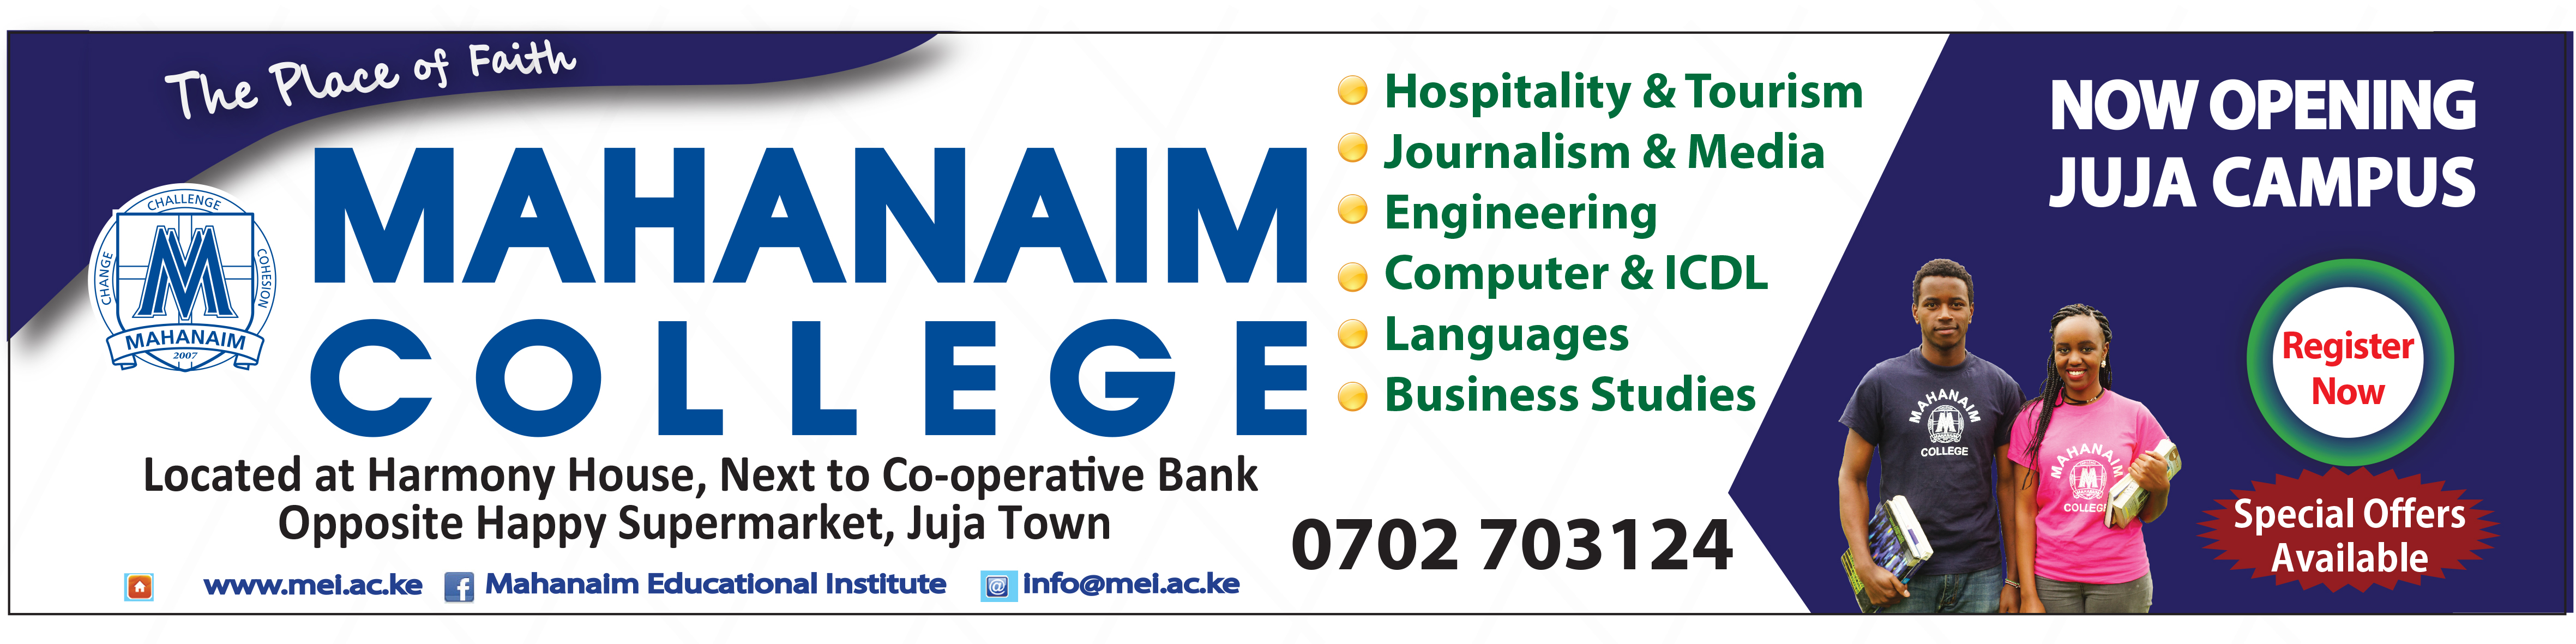 The Place of Faith
CHANGE CHALLENGE COHESION
M
MAHANAIM
2007
MAHANAIM
COLLEGE
Located at Harmony House, Next to Co-operative Bank
Opposite Happy Supermarket, Juja Town
www.mei.ac.ke
Mahanaim Educational Institute
info@mei.ac.ke
Hospitality & Tourism
Journalism & Media
Engineering
Computer & ICDL
Languages
Business Studies
0702 703124
NOW OPENING
JUJA CAMPUS
MAHANAIM
M
COLLEGE
MAHANAIM
M
COLLEGE
Register
Now
Special Offers
Available